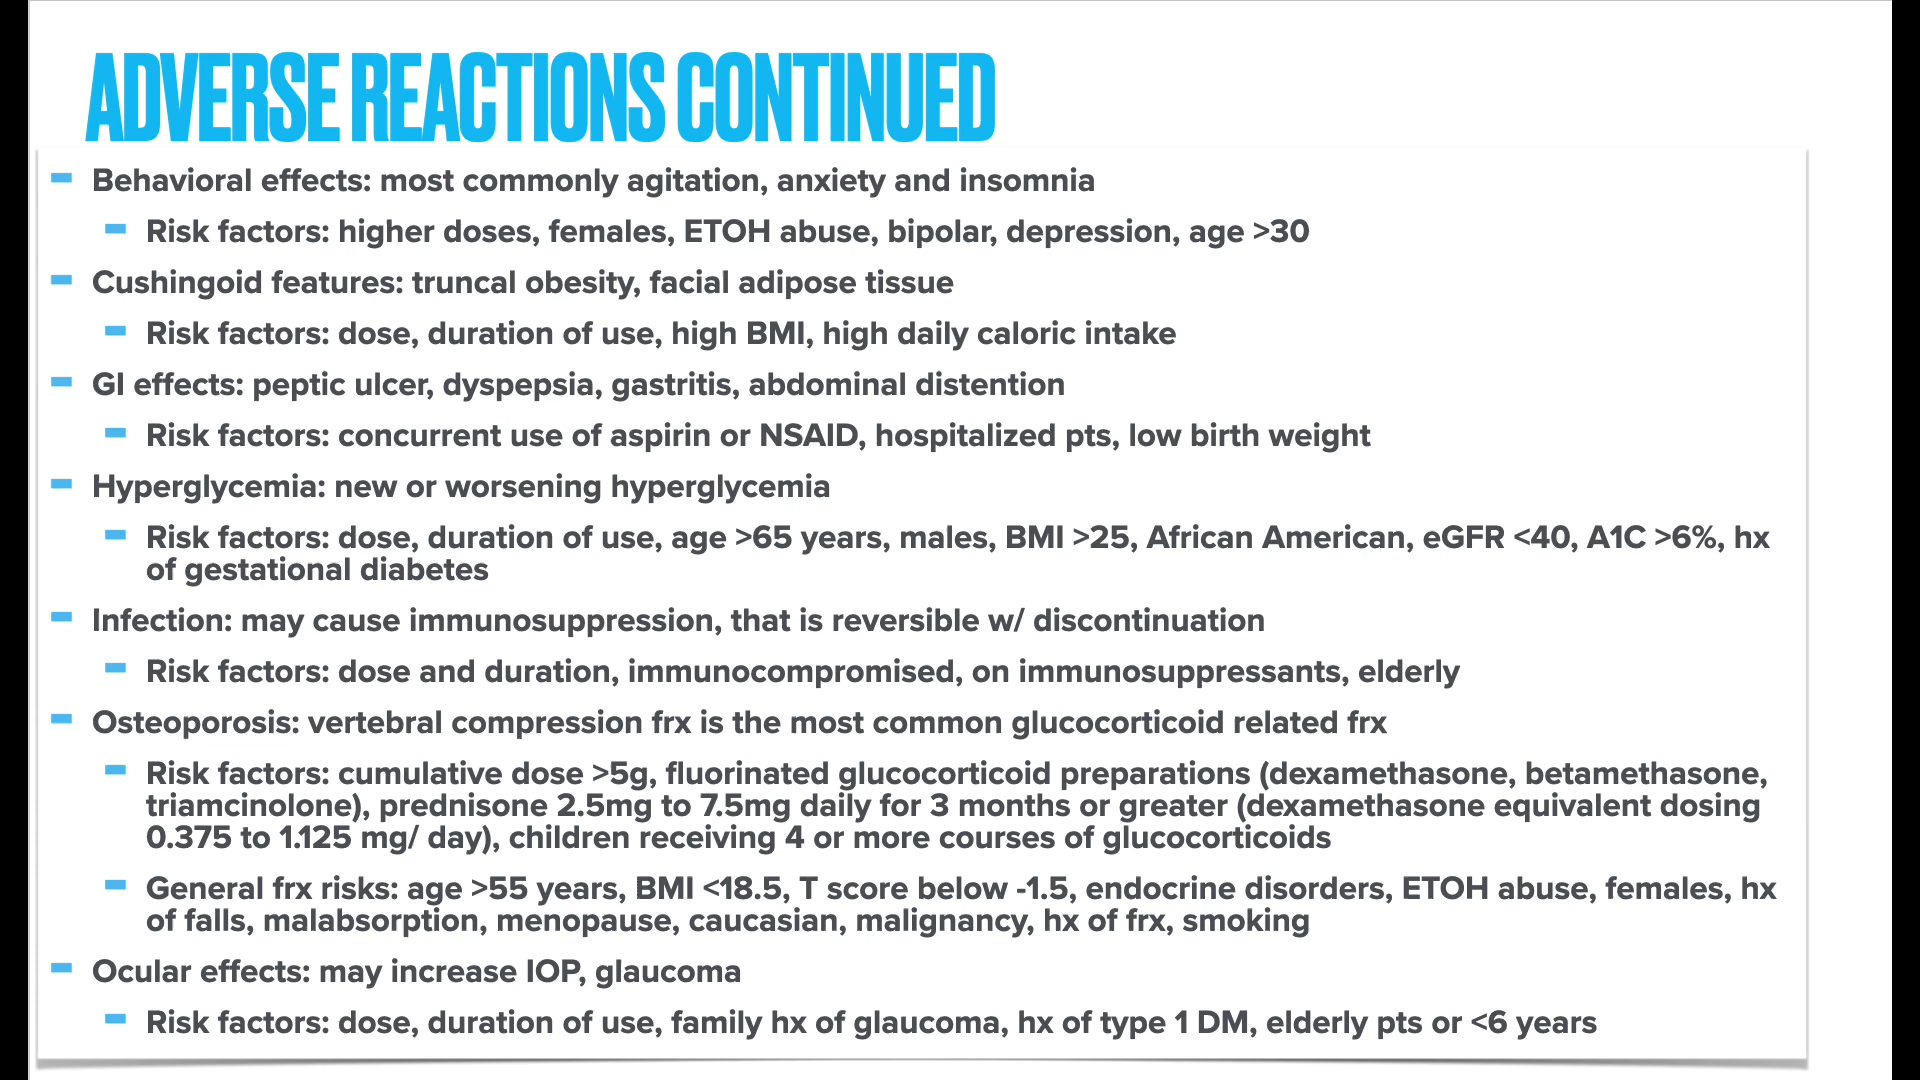 ADVERSE REACTIONS CONTINUED
Behavioral effects: most commonly agitation, anxiety and insomnia
Risk factors: higher doses, females, ETOH abuse, bipolar, depression, age >30
Cushingoid features: truncal obesity, facial adipose tissue
Risk factors: dose, duration of use, high BMI, high daily caloric intake
GI effects: peptic ulcer, dyspepsia, gastritis, abdominal distention
Risk factors: concurrent use of aspirin or NSAID, hospitalized pts, low birth weight
Hyperglycemia: new or worsening hyperglycemia
Risk factors: dose, duration of use, age >65 years, males, BMI >25, African American, eGFR <40, A1C >6%, hx
of gestational diabetes
Infection: may cause immunosuppression, that is reversible w/ discontinuation
Risk factors: dose and duration, immunocompromised, on immunosuppressants, elderly
Osteoporosis: vertebral compression frx is the most common glucocorticoid related frx
Risk factors: cumulative dose >5g, fluorinated glucocorticoid preparations (dexamethasone, betamethasone,
triamcinolone), prednisone 2.5mg to 7.5mg daily for 3 months or greater (dexamethasone equivalent dosing
0.375 to 1.125 mg/ day), children receiving 4 or more courses of glucocorticoids
General frx risks: age >55 years, BMI <18.5, T score below -1.5, endocrine disorders, ETOH abuse, females, hx
of falls, malabsorption, menopause, caucasian, malignancy, hx of frx, smoking
Ocular effects: may increase IOP, glaucoma
Risk factors: dose, duration of use, family hx of glaucoma, hx of type 1 DM, elderly pts or <6 years